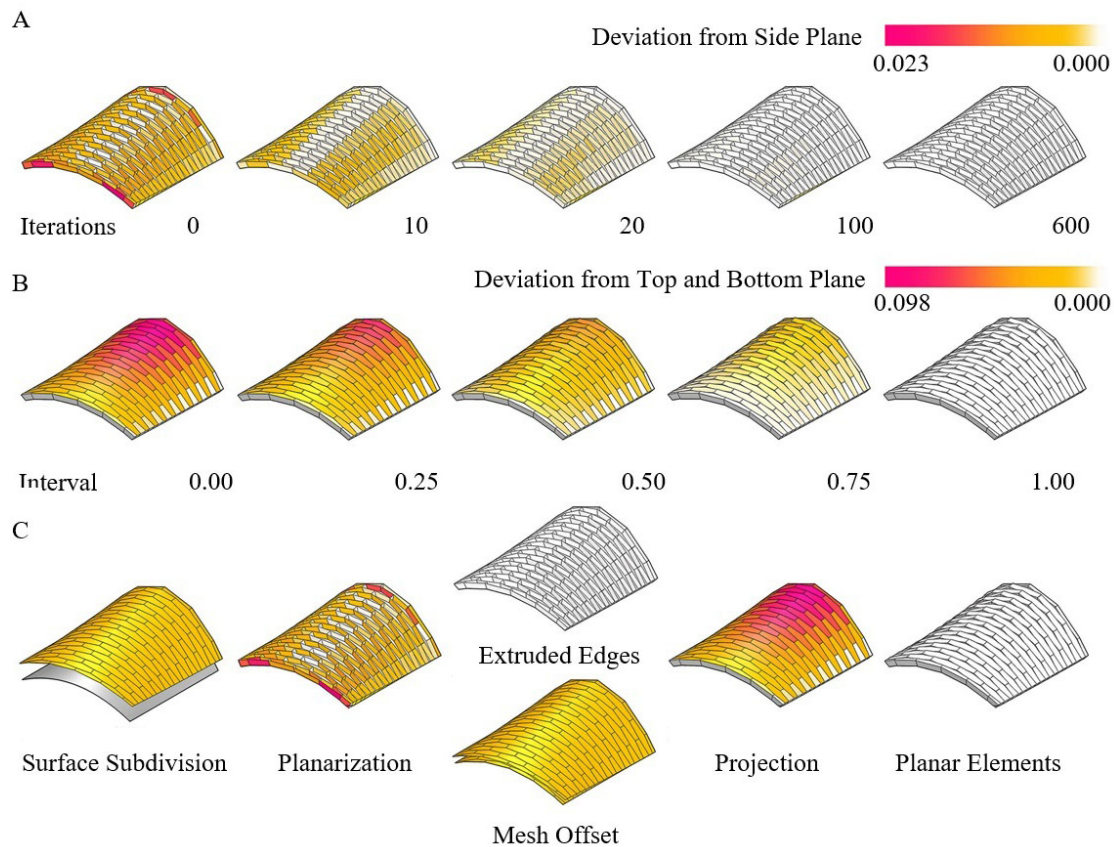 A
Deviation from Side Plane
0.023 0.000
Iterations 0 10 20 100 600
B
Deviation from Top and Bottom Plane
0.098 0.000
Interval 0.00 0.25 0.50 0.75 1.00
C
Extruded Edges
Surface Subdivision Planarization Projection Planar Elements
Mesh Offset